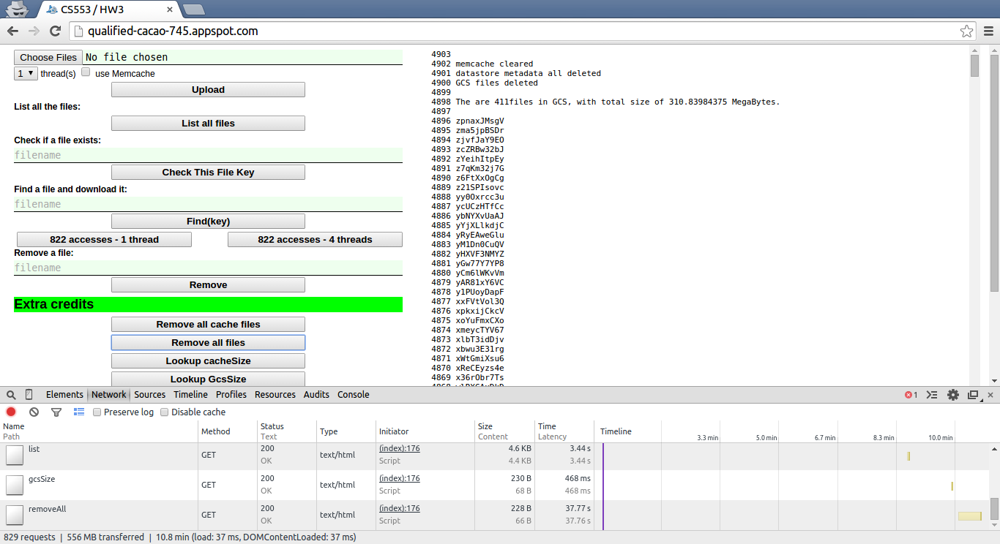 CS553 / HW3
qualified-cacao-745.appspot.com
Choose Files No file chosen
1 thread(s) use Memcache
Upload
List all the files:
List all files
Check if a file exists:
filename
Check This File Key
Find a file and download it:
filename
Find(key)
822 accesses - 1 thread 822 accesses - 4 threads
Remove a file:
filename
Remove
Extra credits
Remove all cache files
Remove all files
Lookup cacheSize
Lookup GcsSize
4903
4902 memcache cleared
4901 datastore metadata all deleted
4900 GCS files deleted
4899
4898 The are 411files in GCS, with total size of 310.83984375 MegaBytes.
4897
4896 zpnaxJMsgV
4895 zma5jpBSDr
4894 zjvfJaY9EO
4893 zcZRBw32bJ
4892 zYeihItpEy
4891 z7qKm32j7G
4890 z6FtXxOgCg
4889 z21SPIsovc
4888 yy0Oxrcc3u
4887 ycUCzHTfCc
4886 ybNYXvUaAJ
4885 yYjXLlkdjC
4884 yRyEAweGlu
4883 yM1Dn0CuQV
4882 yHXVF3NMYZ
4881 yGw77Y7YP8
4880 yCm6lWKvVm
4879 yAR81xY6VC
4878 y1PUoyDapF
4877 xxFVtVol3Q
4876 xpkxijCkcV
4875 xoYuFmxCXo
4874 xmeycTYV67
4873 xlbT3idDjv
4872 xbwu3E31rg
4871 xWtGmiXsu6
4870 xReCEyzs4e
4869 x36rObr7Ts
Elements Network Sources Timeline Profiles Resources Audits Console 1
Preserve log Disable cache
Name Method Status Type Initiator Size Time Timeline
Path Text Content Latency 3.3 min 5.0 min 6.7 min 8.3 min 10.0 min
list GET 200 text/html (index):176 4.6 KB 3.44 s
OK Script 4.4 KB 3.44 s
gcsSize GET 200 text/html (index):176 230 B 468 ms
OK Script 68 B 468 ms
removeAll GET 200 text/html (index):176 228 B 37.77 s
OK Script 66 B 37.76 s
829 requests | 556 MB transferred | 10.8 min (load: 37 ms, DOMContentLoaded: 37 ms)